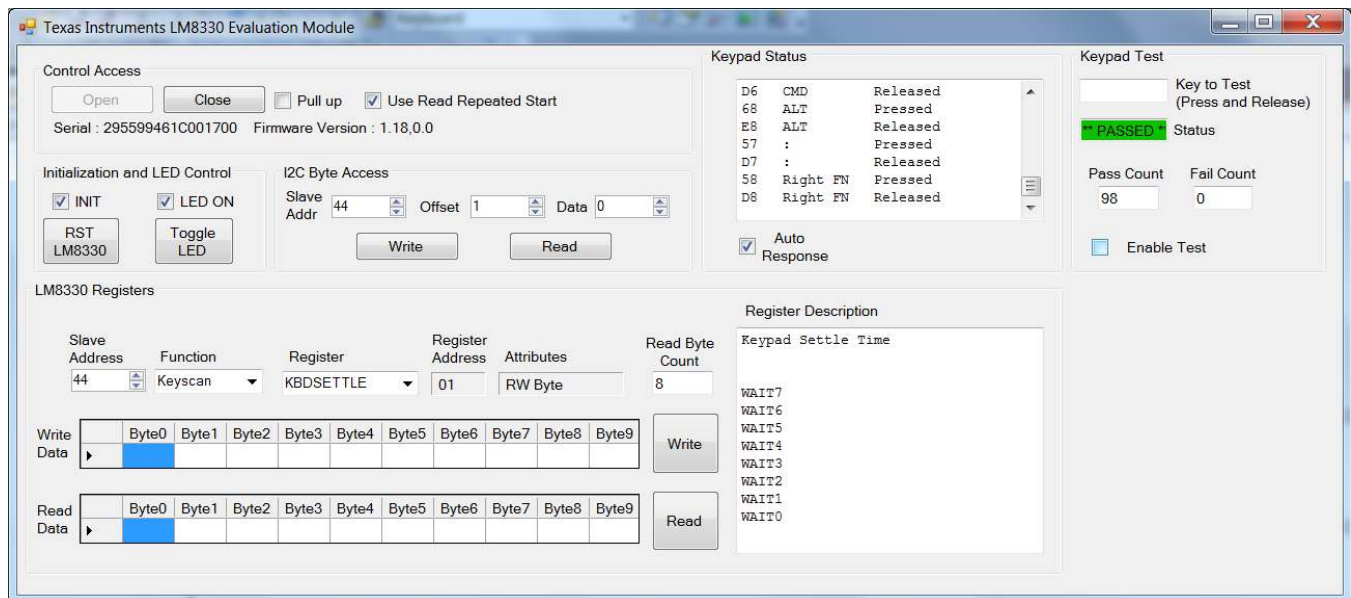 Texas Instruments LM8330 Evaluation Module
Control Access
Open
Close
Pull up
Use Read Repeated Start
Serial : 295599461C001700 Firmware Version : 1.18,0.0
Initialization and LED Control
INIT
LED ON
RST
LM8330
Toggle
LED
I2C Byte Access
Slave
Addr
44
Offset
1
Data
0
Write
Read
Keypad Status
D6 CMD Released
68 ALT Pressed
E8 ALT Released
57 : Pressed
D7 : Released
58 Right FN Pressed
D8 Right FN Released
Auto
Response
Keypad Test
Key to Test
(Press and Release)
** PASSED *
Status
Pass Count
Fail Count
98
0
Enable Test
LM8330 Registers
Slave
Address
Function
Register
Register
Address
Attributes
Read Byte
Count
44
Keyscan
KBDSETTLE
01
RW Byte
8
Write
Data
Byte0 Byte1 Byte2 Byte3 Byte4 Byte5 Byte6 Byte7 Byte8 Byte9
Write
Read
Data
Byte0 Byte1 Byte2 Byte3 Byte4 Byte5 Byte6 Byte7 Byte8 Byte9
Read
Register Description
Keypad Settle Time
WAIT7
WAIT6
WAIT5
WAIT4
WAIT3
WAIT2
WAIT1
WAIT0